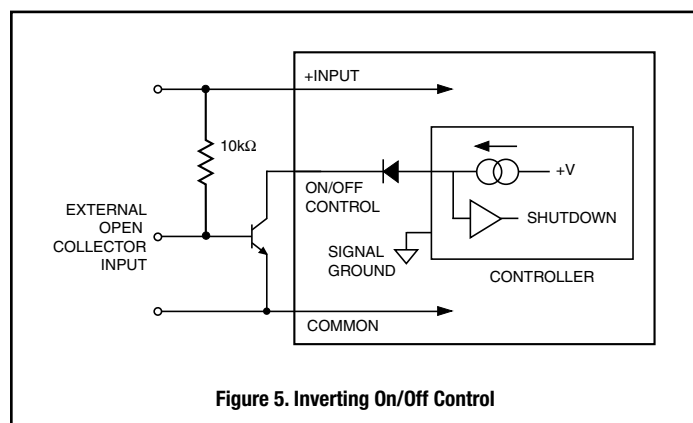 +INPUT
10kΩ
+V
ON/OFF
CONTROL
EXTERNAL
OPEN
COLLECTOR
INPUT
SHUTDOWN
SIGNAL
GROUND
CONTROLLER
COMMON
Figure 5. Inverting On/Off Control